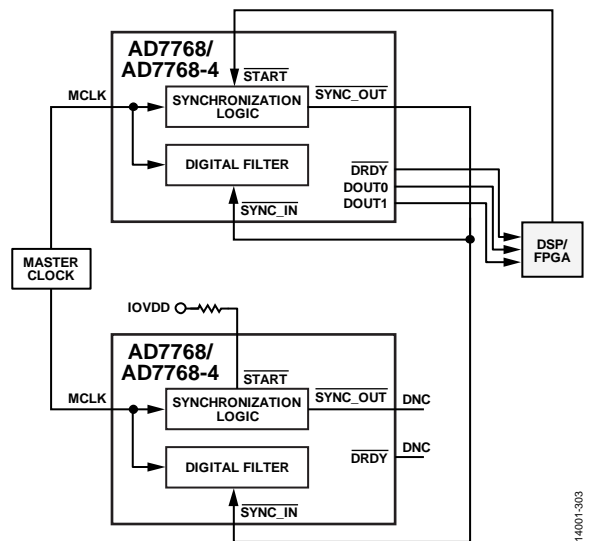 AD7768/
AD7768-4
START
MCLK
SYNCHRONIZATION
LOGIC
SYNC_OUT
DIGITAL FILTER
DRDY
DOUT0
DOUT1
SYNC_IN
DSP/
FPGA
MASTER
CLOCK
IOVDD
AD7768/
AD7768-4
START
MCLK
SYNCHRONIZATION
LOGIC
SYNC_OUT
DNC
DIGITAL FILTER
DRDY
DNC
SYNC_IN
14001-303